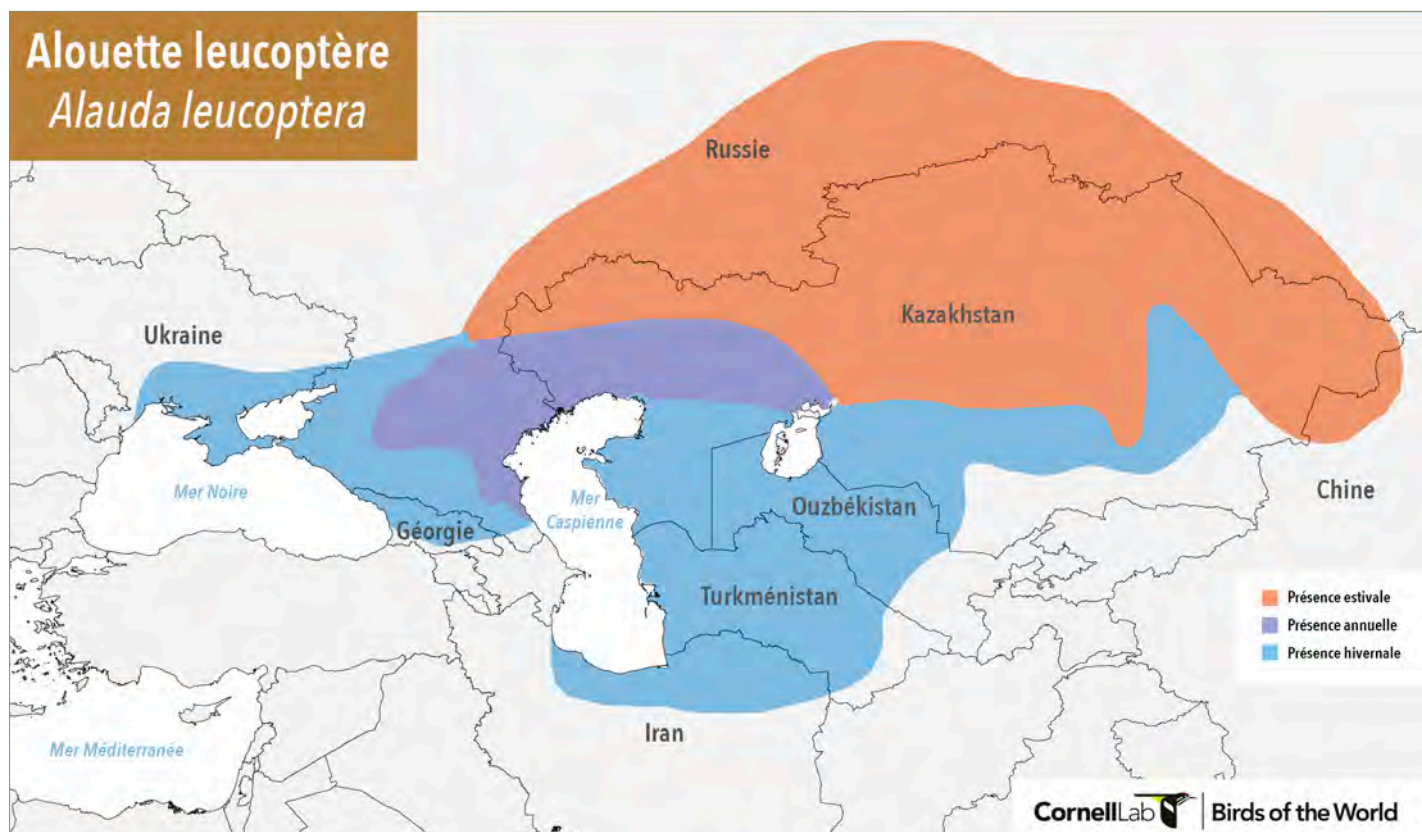 Alouette leucoptère
Alauda leucoptera
Russie
Ukraine
Kazakhstan
Mer Noire
Mer
Caspienne
Ouzbékistan
Chine
Géorgie
Turkménistan
Présence estivale
Présence annuelle
Présence hivernale
Iran
Mer Méditerranée
CornellLab | Birds of the World